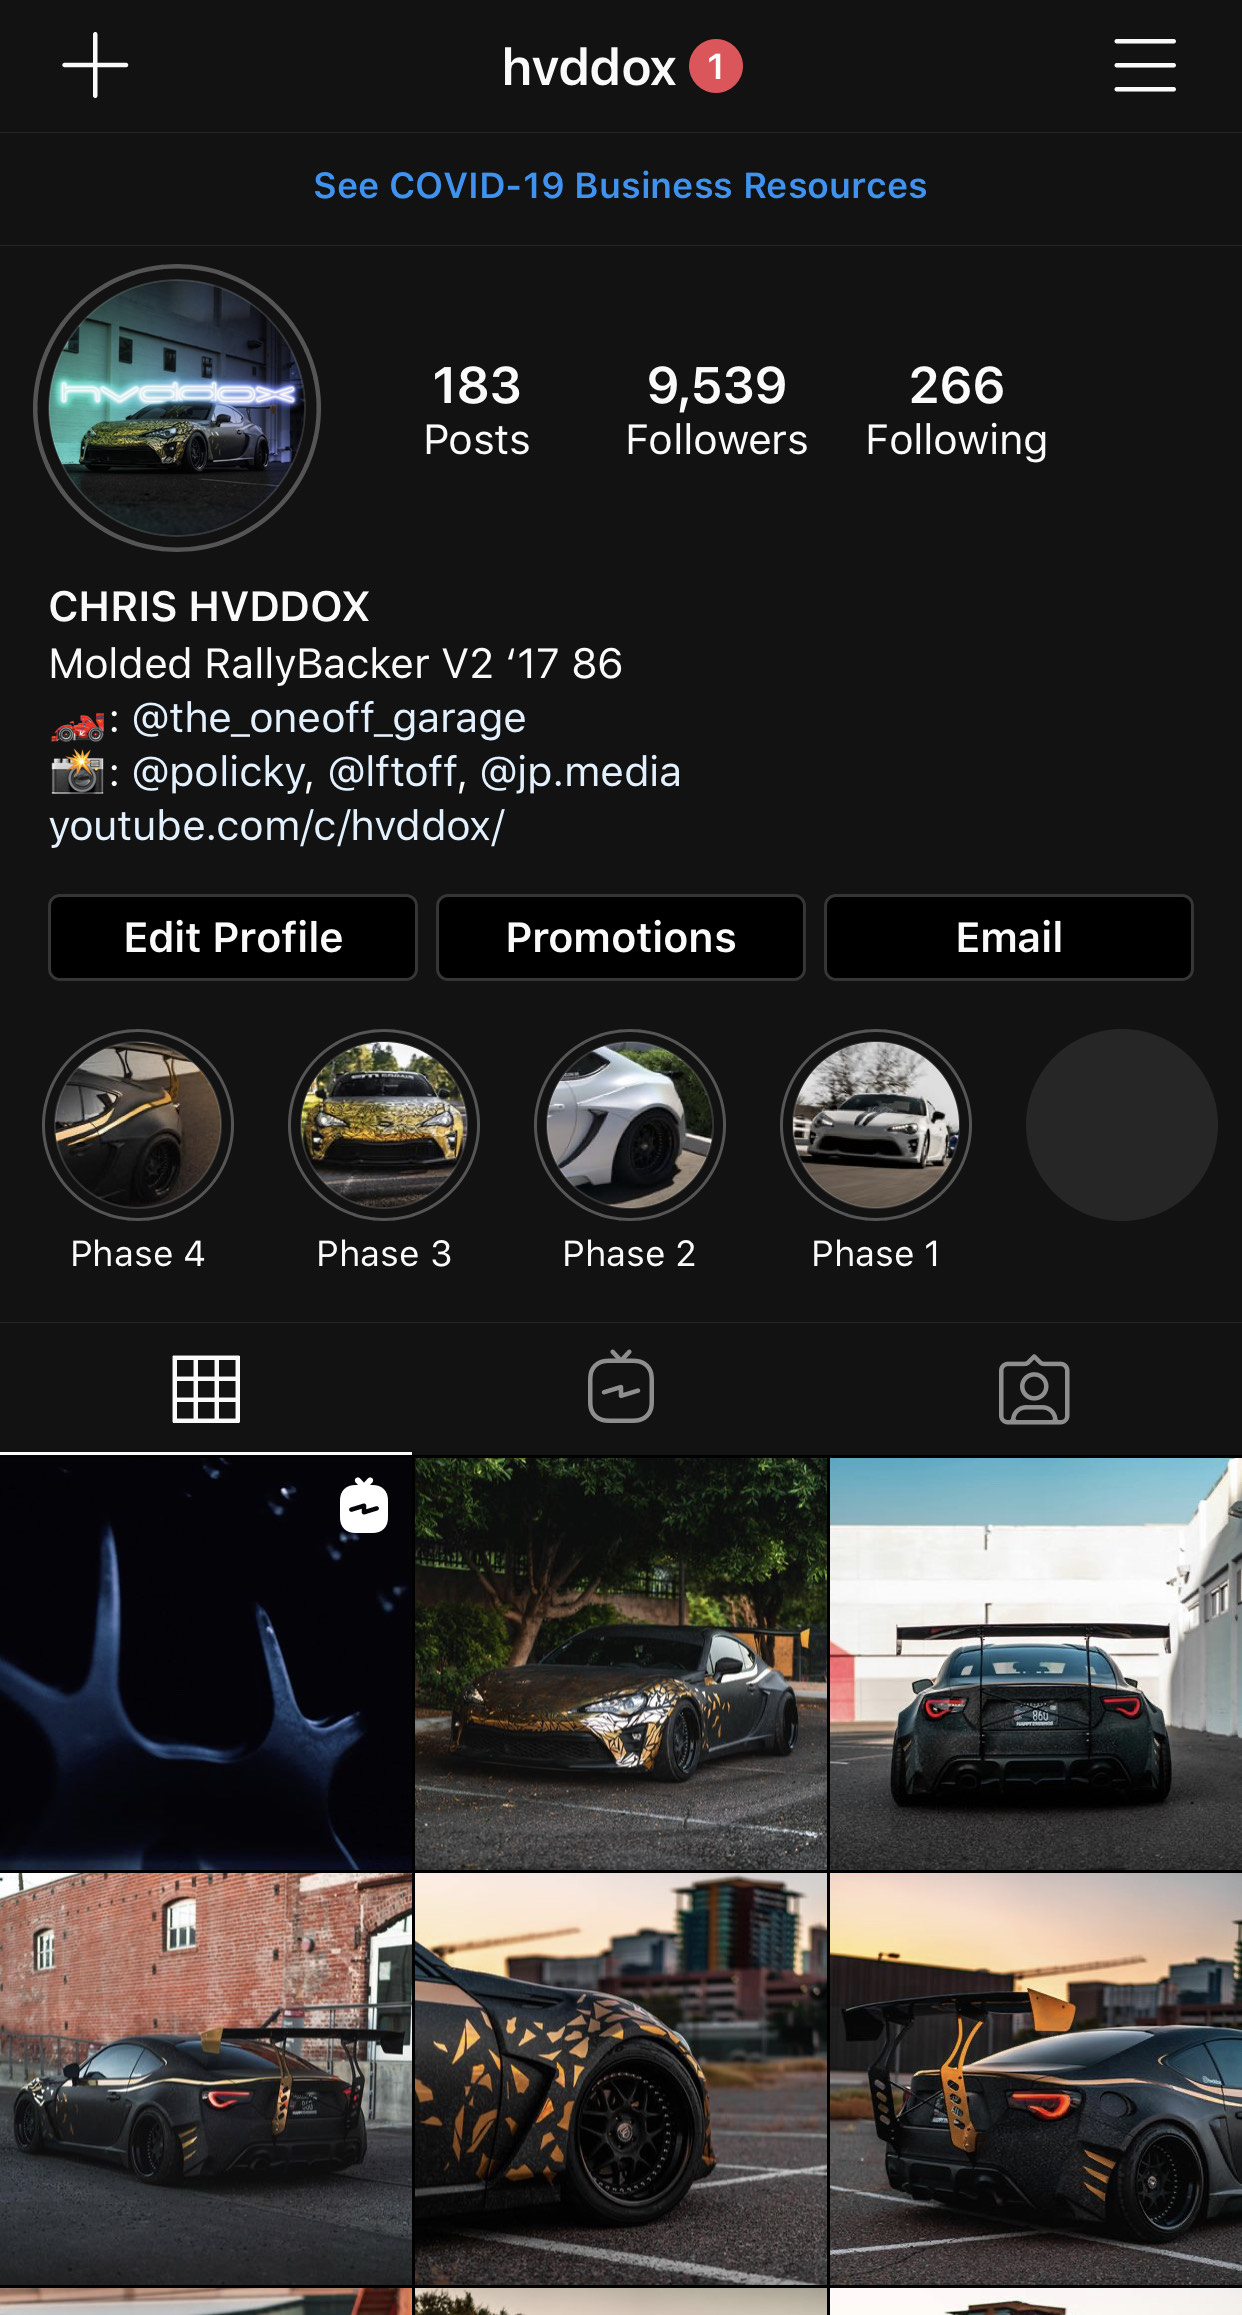 hvddox 1
See COVID-19 Business Resources
hvddox
183 9,539 266
Posts Followers Following
CHRIS HVDDOX
Molded RallyBacker V2 ‘17 86
🏎: @the_oneoff_garage
📸: @policky, @lftoff, @jp.media
youtube.com/c/hvddox/
Edit Profile Promotions Email
Phase 4 Phase 3 Phase 2 Phase 1
86U